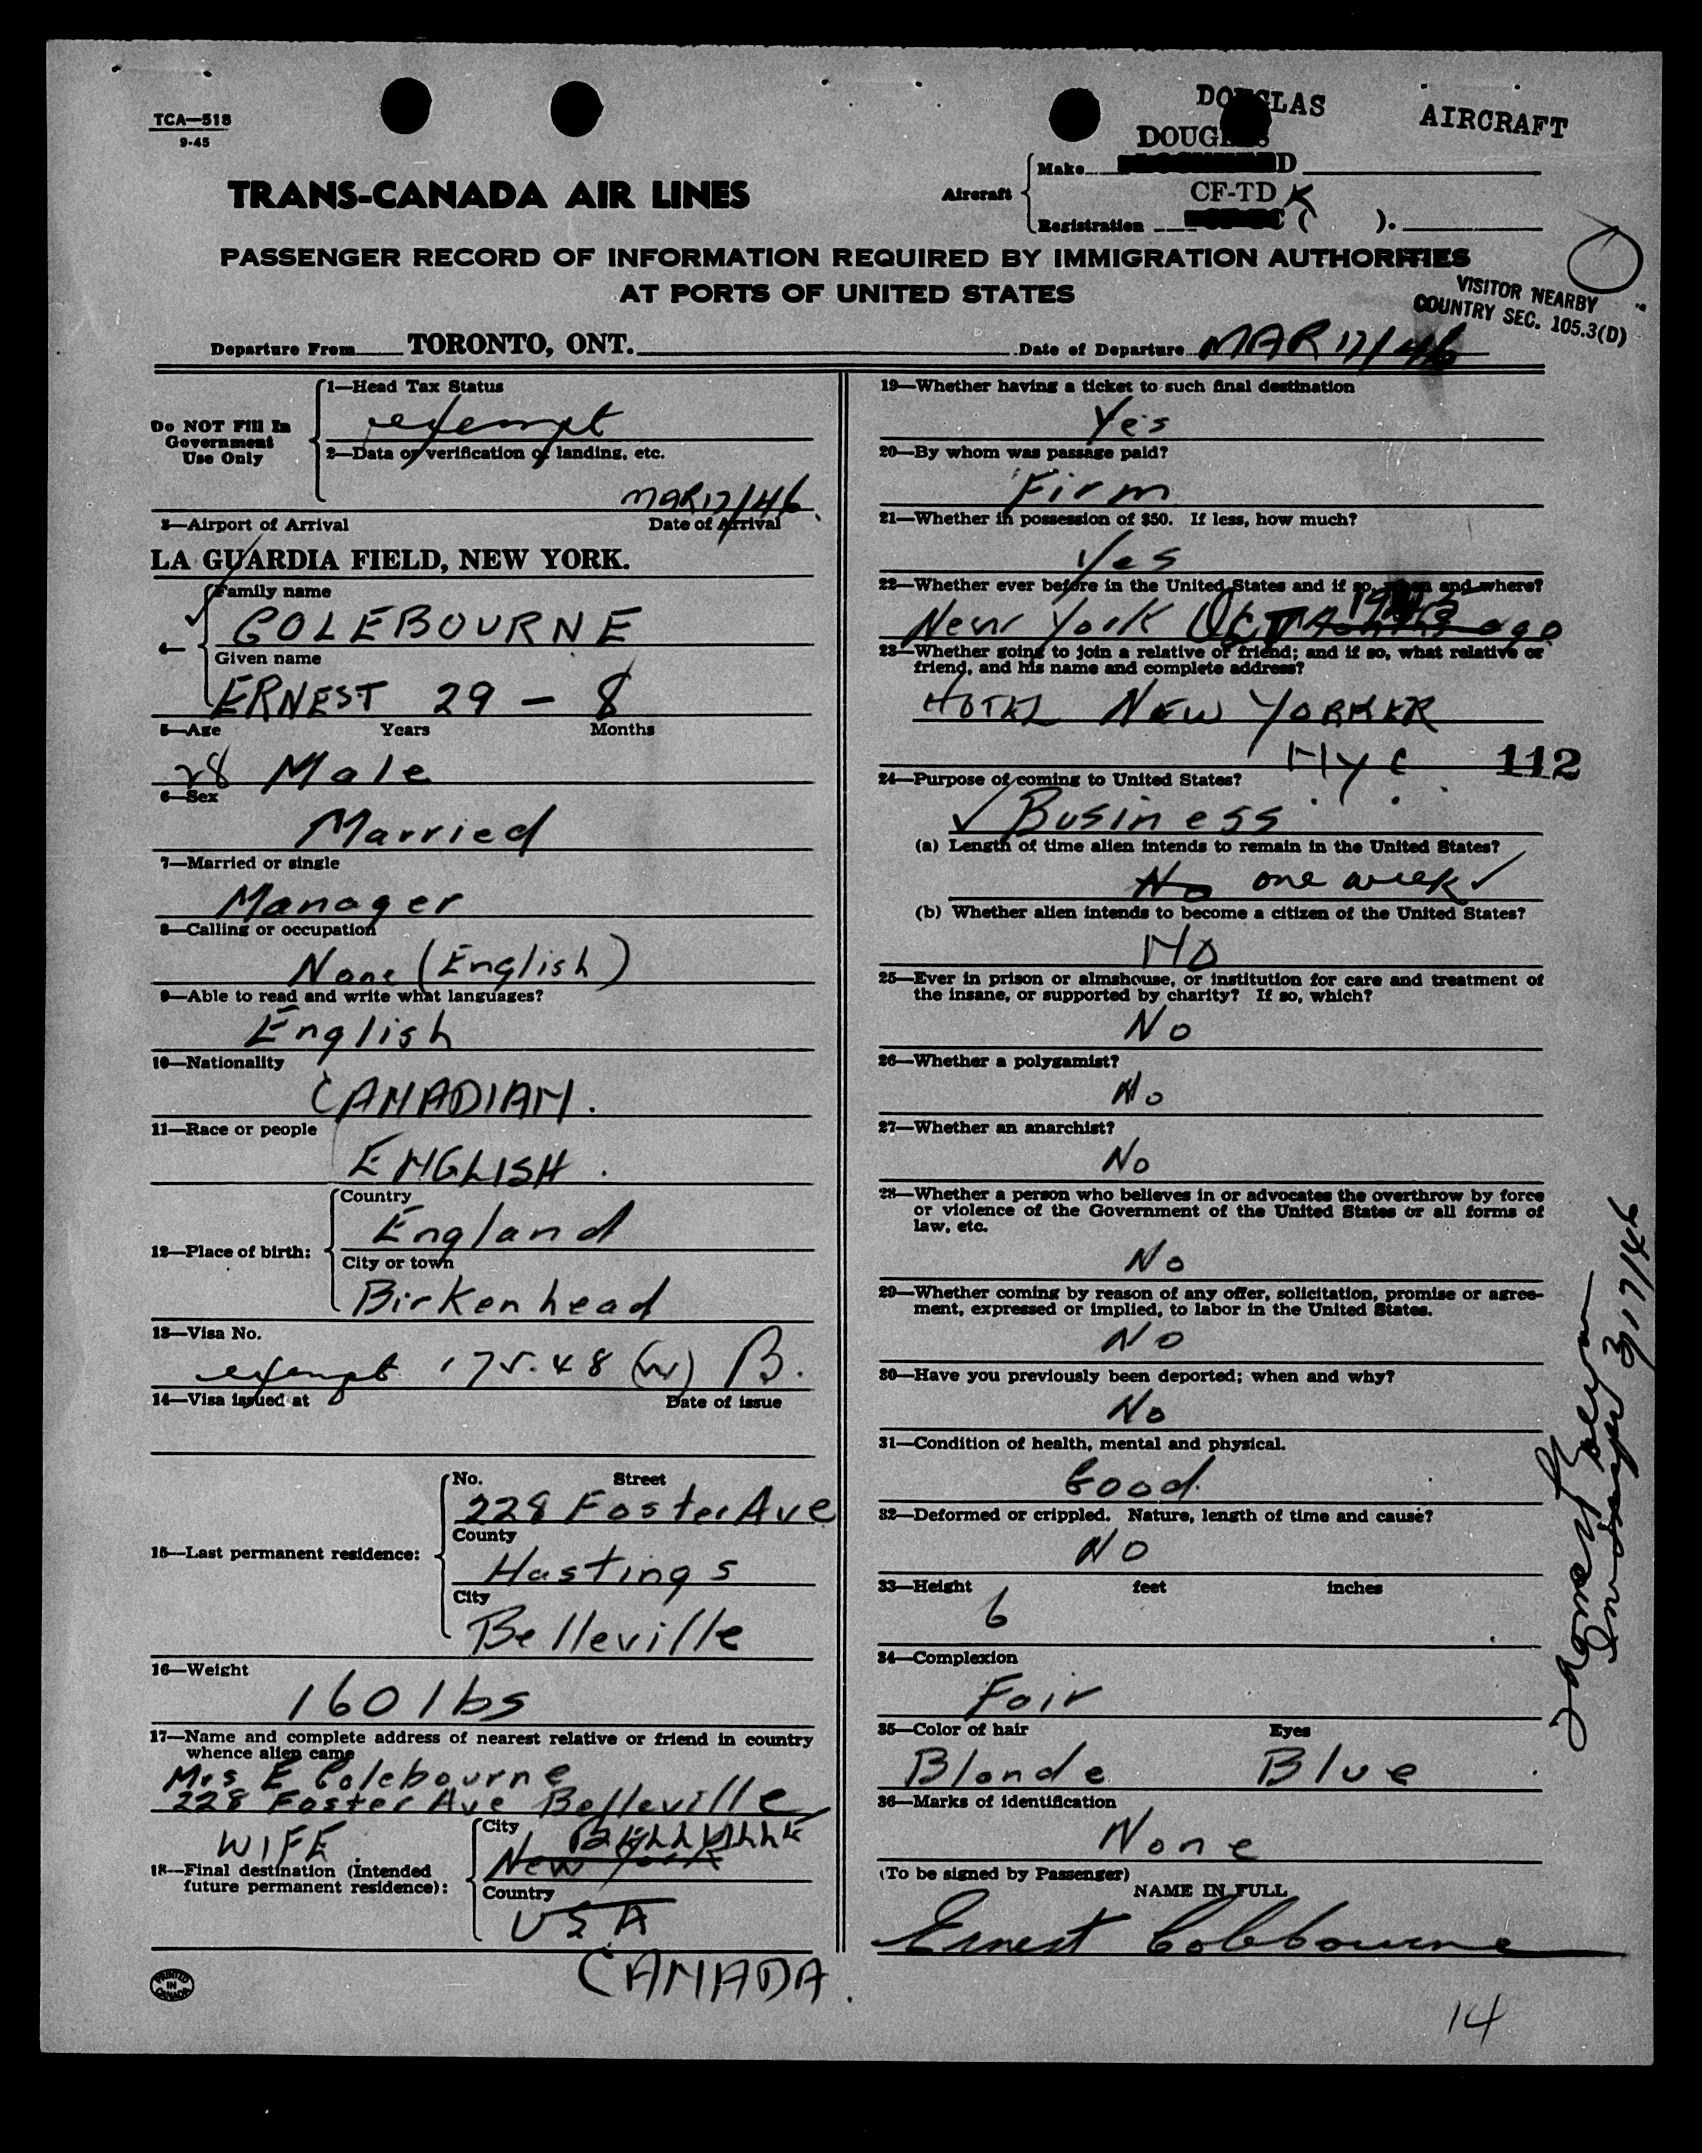 TCA—518
9-45
DOUGLAS AIRCRAFT
DOUGLAS
Make
D
TRANS-CANADA AIR LINES
Aircraft
CF-TD K
Registration ( ).
PASSENGER RECORD OF INFORMATION REQUIRED BY IMMIGRATION AUTHORITIES
AT PORTS OF UNITED STATES
VISITOR NEARBY
COUNTRY SEC. 105.3(D)
Departure From TORONTO, ONT. Date of Departure MAR 17/46
Do NOT Fill In
Government
Use Only
1—Head Tax Status
exempt
2—Data or verification of landing, etc.
MAR 17/46
3—Airport of Arrival Date of Arrival
LA GUARDIA FIELD, NEW YORK.
Family name
COLEBOURNE
4—
Given name
ERNEST 29 — 8
5—Age Years Months
28 Male
6—Sex
Married
7—Married or single
Manager
8—Calling or occupation
None (English)
9—Able to read and write what languages?
English
10—Nationality
CANADIAN.
11—Race or people
ENGLISH.
12—Place of birth:
Country
England
City or town
Birkenhead
13—Visa No.
exempt 175.48 (W) B.
14—Visa issued at Date of issue
15—Last permanent residence:
No. Street
228 Foster Ave
County
Hastings
City
Belleville
16—Weight
160 lbs
17—Name and complete address of nearest relative or friend in country
whence alien came
Mrs E Colebourne
228 Foster Ave Belleville
WIFE.
18—Final destination (Intended
future permanent residence):
City BELLEVILLE
New York
Country
USA
CANADA.
PRINTED
IN
CANADA
19—Whether having a ticket to such final destination
Yes
20—By whom was passage paid?
Firm
21—Whether in possession of $50. If less, how much?
Yes
22—Whether ever before in the United States and if so, when and where?
New York OCT 1945 ago
23—Whether going to join a relative or friend; and if so, what relative or
friend, and his name and complete address?
HOTEL NEW YORKER
NYC 112
24—Purpose of coming to United States?
Business
(a) Length of time alien intends to remain in the United States?
No one week
(b) Whether alien intends to become a citizen of the United States?
NO
25—Ever in prison or almshouse, or institution for care and treatment of
the insane, or supported by charity? If so, which?
No
26—Whether a polygamist?
No
27—Whether an anarchist?
No
28—Whether a person who believes in or advocates the overthrow by force
or violence of the Government of the United States or all forms of
law, etc.
No
29—Whether coming by reason of any offer, solicitation, promise or agree-
ment, expressed or implied, to labor in the United States.
NO
30—Have you previously been deported; when and why?
No
31—Condition of health, mental and physical.
Good
32—Deformed or crippled. Nature, length of time and cause?
NO
33—Height feet inches
6
34—Complexion
Fair
35—Color of hair Eyes
Blonde Blue
36—Marks of identification
None
(To be signed by Passenger)
NAME IN FULL
Ernest Colebourne
14
3/17/46